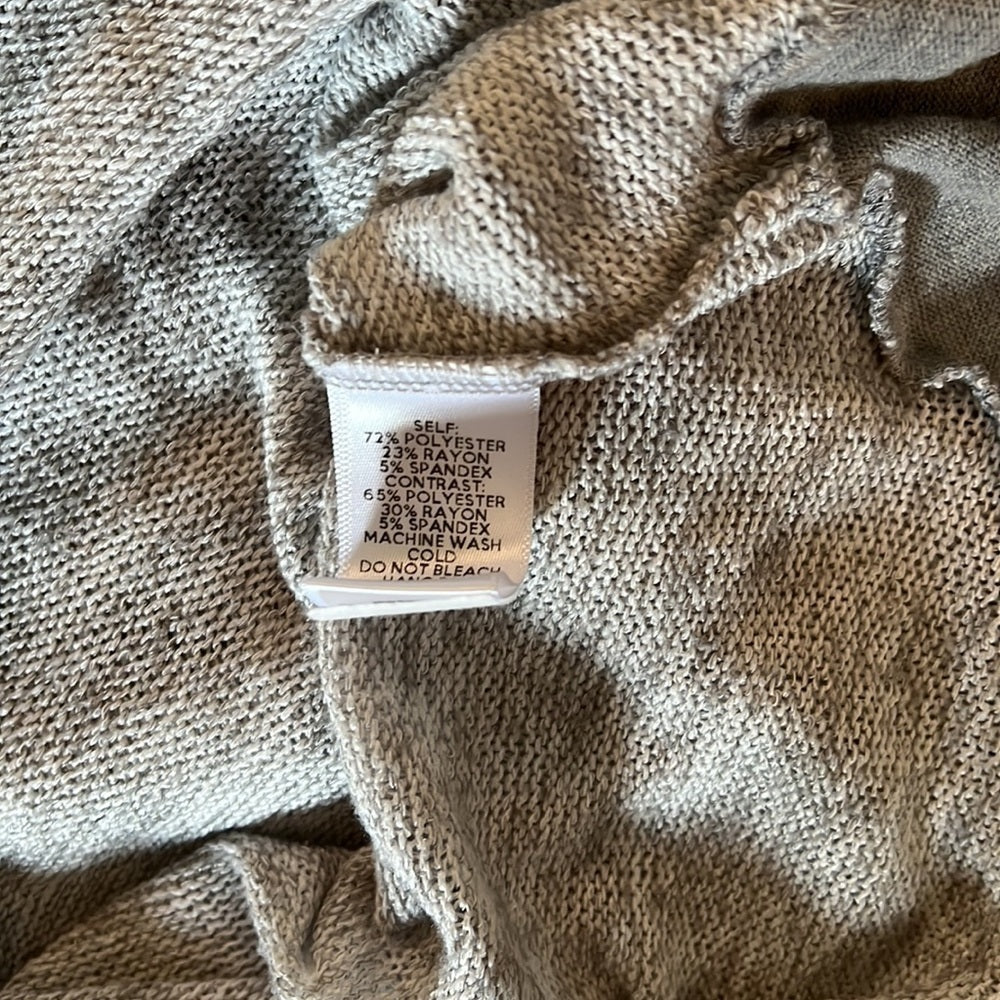 SELF:
72% POLYESTER
23% RAYON
5% SPANDEX
CONTRAST:
65% POLYESTER
30% RAYON
5% SPANDEX
MACHINE WASH
COLD
DO NOT BLEACH